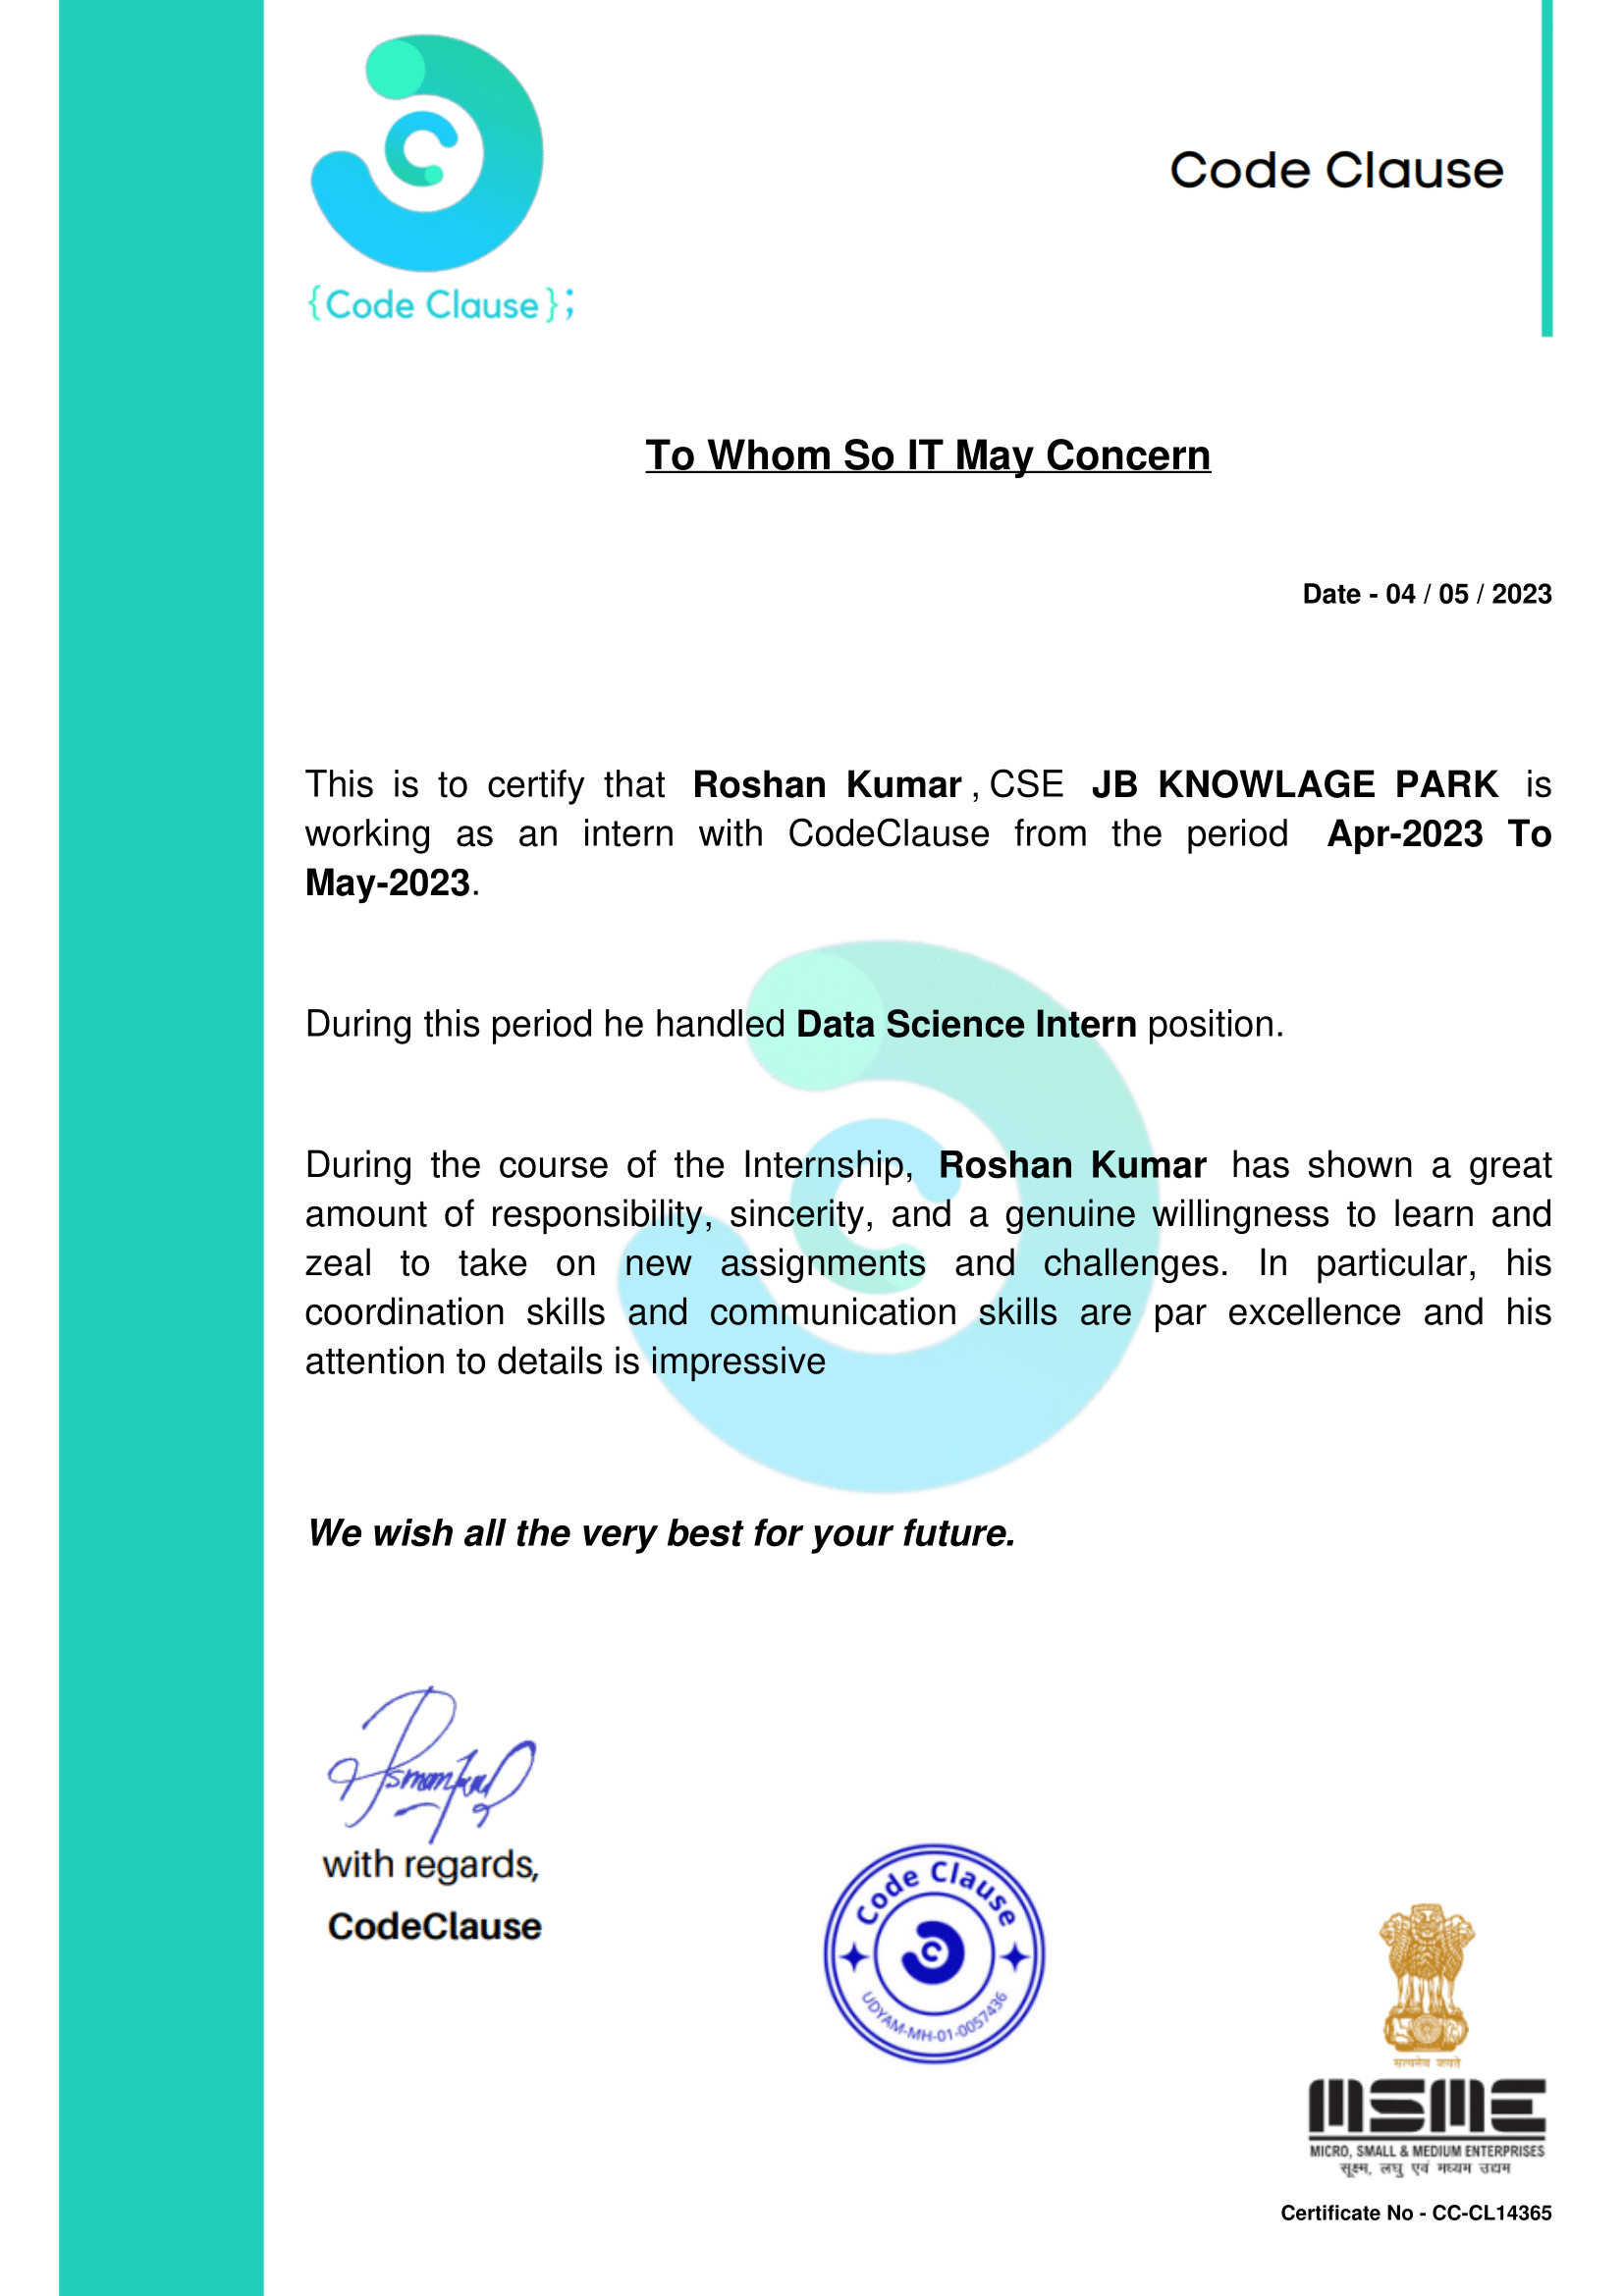 {Code Clause};
Code Clause
To Whom So IT May Concern
Date - 04 / 05 / 2023
This is to certify that Roshan Kumar , CSE JB KNOWLAGE PARK is
working as an intern with CodeClause from the period Apr-2023 To
May-2023.
During this period he handled Data Science Intern position.
During the course of the Internship, Roshan Kumar has shown a great
amount of responsibility, sincerity, and a genuine willingness to learn and
zeal to take on new assignments and challenges. In particular, his
coordination skills and communication skills are par excellence and his
attention to details is impressive
We wish all the very best for your future.
with regards,
CodeClause
Code Clause
UDYAM-MH-01-0057436
सत्यमेव जयते
MSME
MICRO, SMALL & MEDIUM ENTERPRISES
सूक्ष्म, लघु एवं मध्यम उद्यम
Certificate No - CC-CL14365